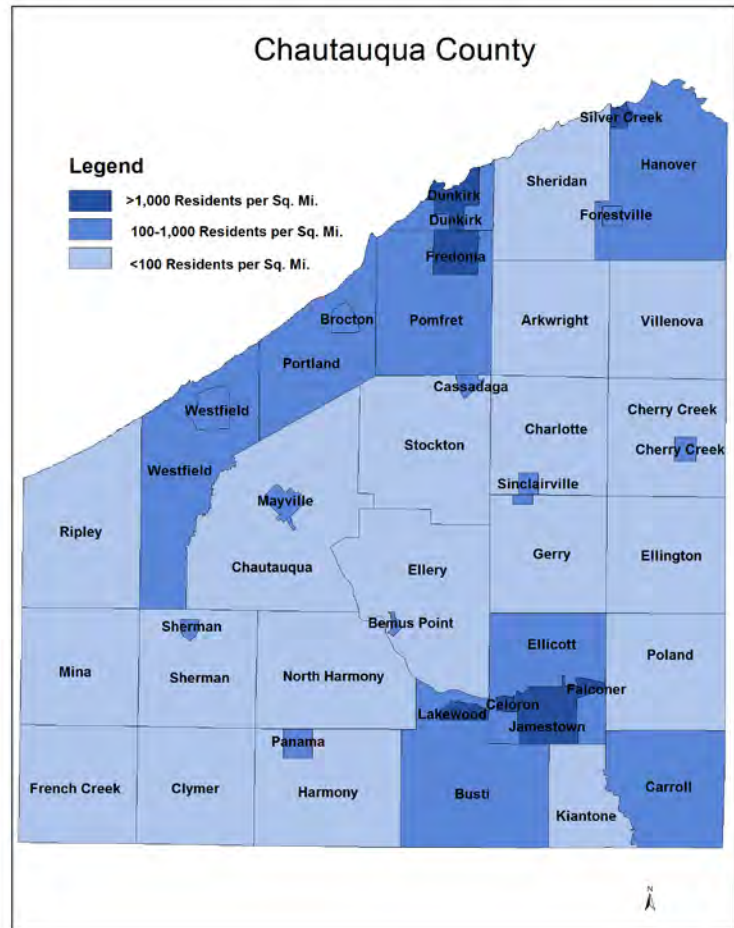 Chautauqua County
Silver Creek
Legend
Hanover
Sheridan
>1,000 Residents per Sq. Mi.
Dunkirk
Forestville
Dunkirk
100-1,000 Residents per Sq. Mi.
Fredonia
<100 Residents per Sq. Mi.
Brocton
Pomfret
Arkwright
Villenova
Portland
Cassadaga
Westfield
Cherry Creek
Charlotte
Stockton
Cherry Creek
Westfield
Sinclairville
Mayville
Ripley
Gerry
Ellington
Chautauqua
Ellery
Bemus Point
Sherman
Ellicott
Poland
Mina
Sherman
North Harmony
Falconer
Celoron
Lakewood
Jamestown
Panama
French Creek
Clymer
Harmony
Busti
Carroll
Kiantone
N